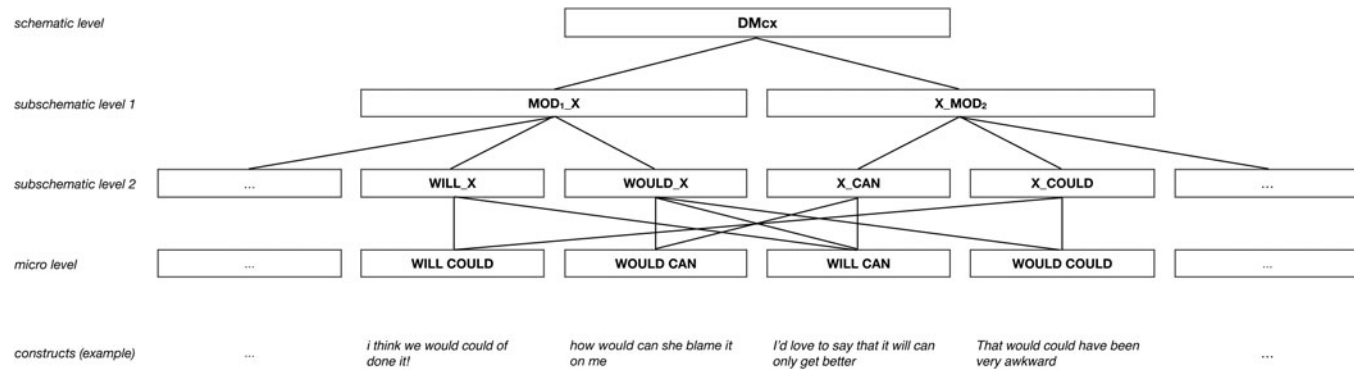 schematic level
DMcx
subschematic level 1
MOD₁_X
X_MOD₂
subschematic level 2
...
WILL_X
WOULD_X
X_CAN
X_COULD
...
micro level
...
WILL COULD
WOULD CAN
WILL CAN
WOULD COULD
...
constructs (example)
...
i think we would could of
done it!
how would can she blame it
on me
I'd love to say that it will can
only get better
That would could have been
very awkward
...